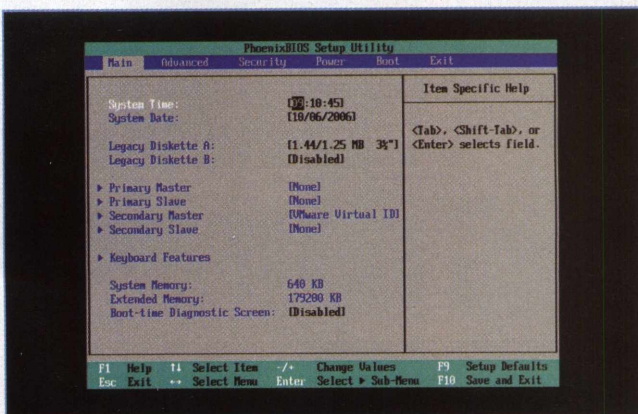 PhoenixBIOS Setup Utility
Main Advanced Security Power Boot Exit
Item Specific Help
System Time: [09:10:45]
System Date: [10/06/2006]
<Tab>, <Shift-Tab>, or
<Enter> selects field.
Legacy Diskette A: [1.44/1.25 MB 3½"]
Legacy Diskette B: [Disabled]
▶ Primary Master [None]
▶ Primary Slave [None]
▶ Secondary Master [VMware Virtual ID]
▶ Secondary Slave [None]
▶ Keyboard Features
System Memory: 640 KB
Extended Memory: 179200 KB
Boot-time Diagnostic Screen: [Disabled]
F1 Help ↑↓ Select Item -/+ Change Values F9 Setup Defaults
Esc Exit ↔ Select Menu Enter Select ▶ Sub-Menu F10 Save and Exit